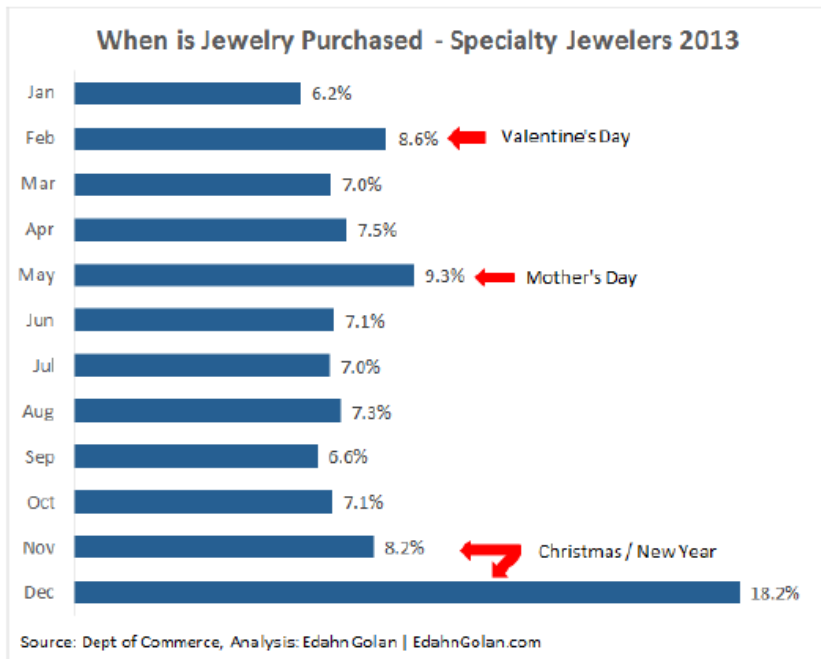 When is Jewelry Purchased - Specialty Jewelers 2013
Jan 6.2%
Feb 8.6% Valentine's Day
Mar 7.0%
Apr 7.5%
May 9.3% Mother's Day
Jun 7.1%
Jul 7.0%
Aug 7.3%
Sep 6.6%
Oct 7.1%
Nov 8.2% Christmas / New Year
Dec 18.2%
Source: Dept of Commerce, Analysis: Edahn Golan | EdahnGolan.com